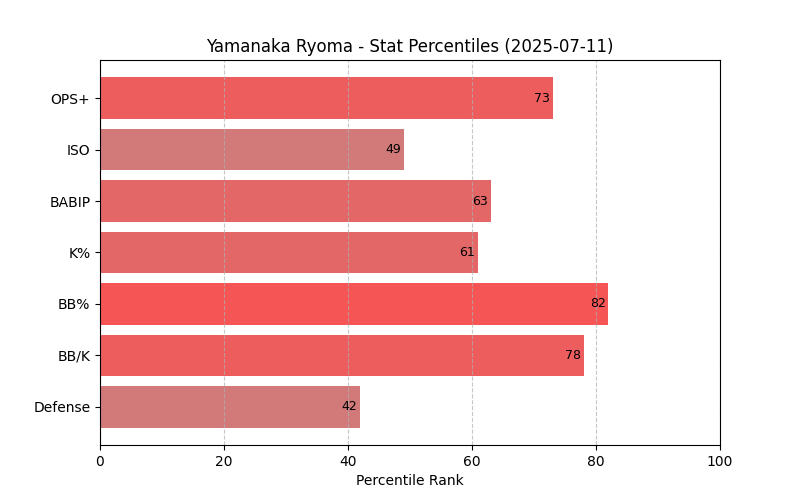 Yamanaka Ryoma - Stat Percentiles (2025-07-11)
OPS+ 73
ISO 49
BABIP 63
K% 61
BB% 82
BB/K 78
Defense 42
0 20 40 60 80 100
Percentile Rank